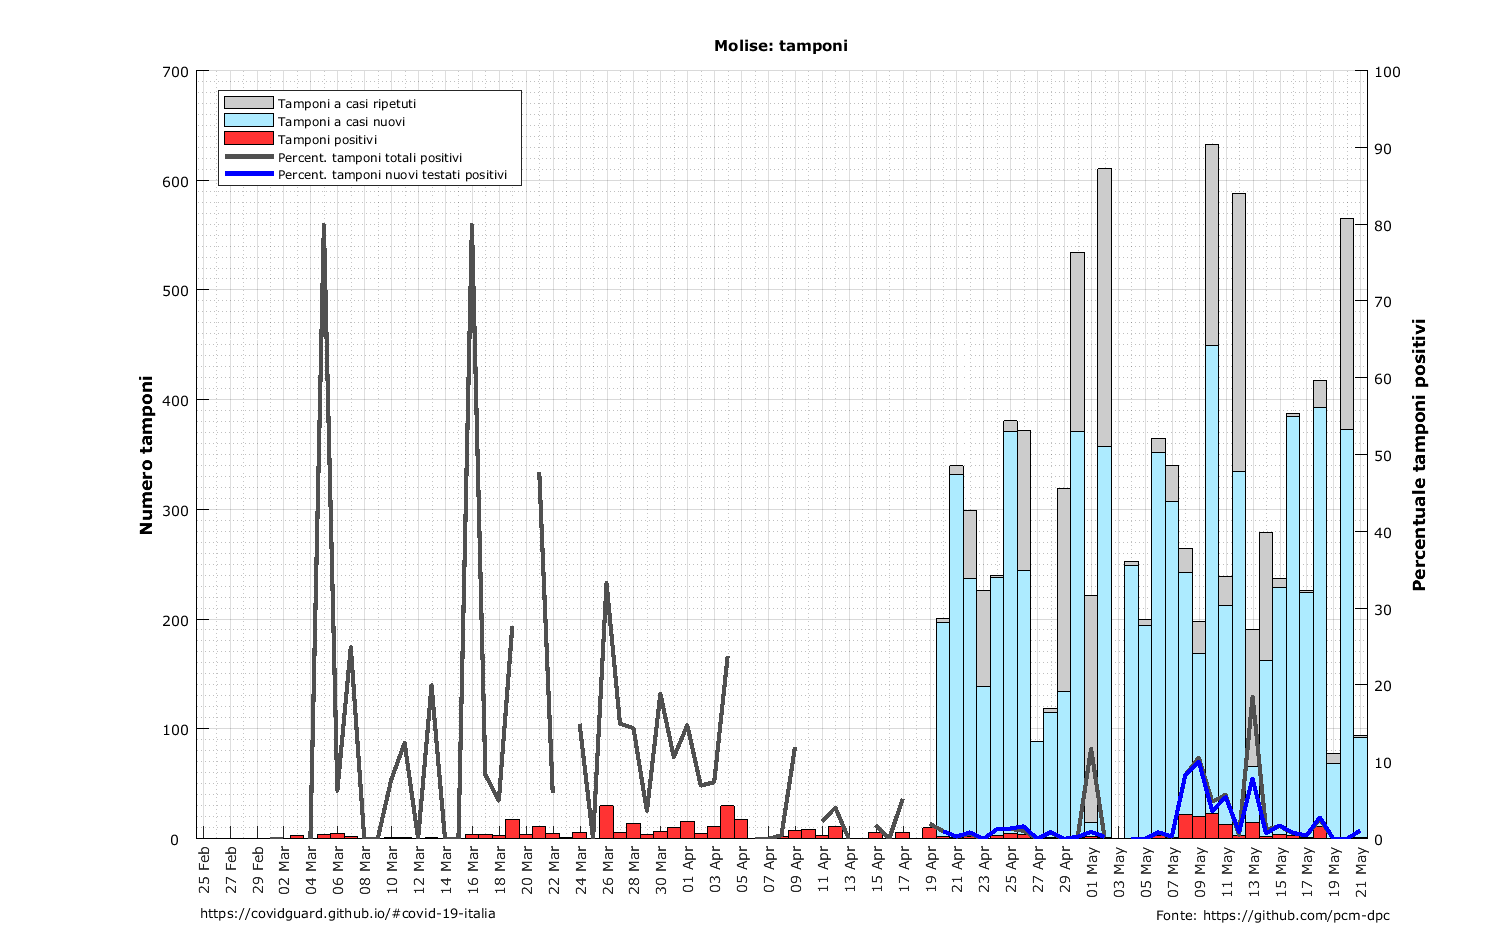 Molise: tamponi
700
600
500
400
300
200
100
0
Numero tamponi
Tamponi a casi ripetuti
Tamponi a casi nuovi
Tamponi positivi
Percent. tamponi totali positivi
Percent. tamponi nuovi testati positivi
100
90
80
70
60
50
40
30
20
10
0
Percentuale tamponi positivi
25 Feb
27 Feb
29 Feb
02 Mar
04 Mar
06 Mar
08 Mar
10 Mar
12 Mar
14 Mar
16 Mar
18 Mar
20 Mar
22 Mar
24 Mar
26 Mar
28 Mar
30 Mar
01 Apr
03 Apr
05 Apr
07 Apr
09 Apr
11 Apr
13 Apr
15 Apr
17 Apr
19 Apr
21 Apr
23 Apr
25 Apr
27 Apr
29 Apr
01 May
03 May
05 May
07 May
09 May
11 May
13 May
15 May
17 May
19 May
21 May
https://covidguard.github.io/#covid-19-italia
Fonte: https://github.com/pcm-dpc